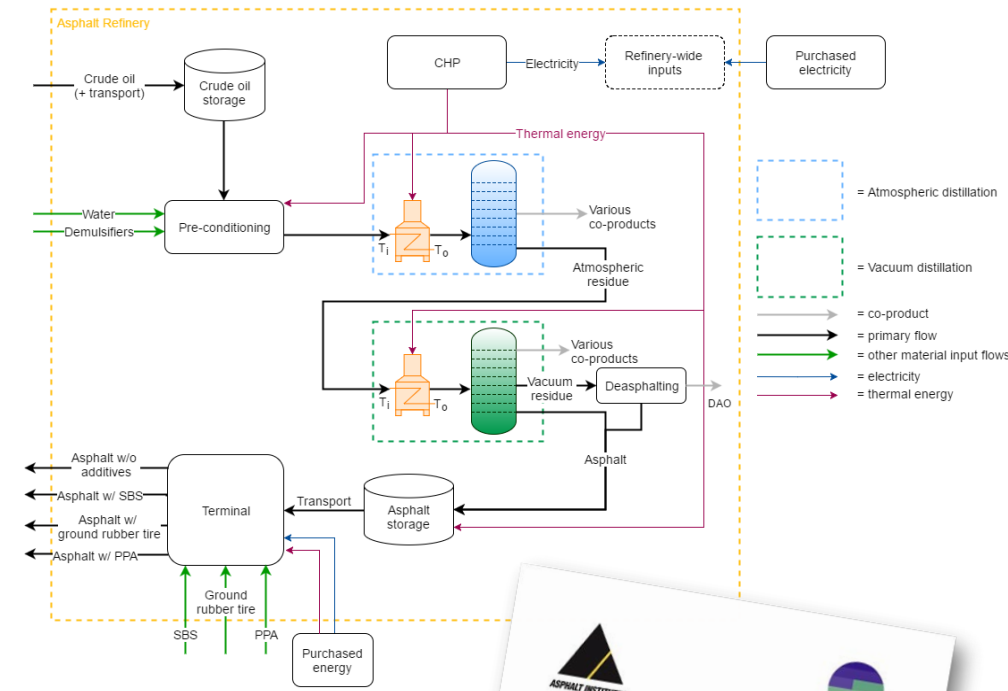 Asphalt Refinery
Crude oil
(+ transport)
Crude oil
storage
CHP
Electricity
Refinery-wide
inputs
Purchased
electricity
Thermal energy
Water
Demulsifiers
Pre-conditioning
Ti
To
Various
co-products
Atmospheric
residue
= Atmospheric distillation
= Vacuum distillation
= co-product
= primary flow
= other material input flows
= electricity
= thermal energy
Various
co-products
Ti
To
Vacuum
residue
Deasphalting
DAO
Asphalt
Asphalt w/o
additives
Asphalt w/ SBS
Asphalt w/
ground rubber tire
Asphalt w/ PPA
Terminal
Transport
Asphalt
storage
SBS
Ground
rubber tire
PPA
Purchased
energy
ASPHALT